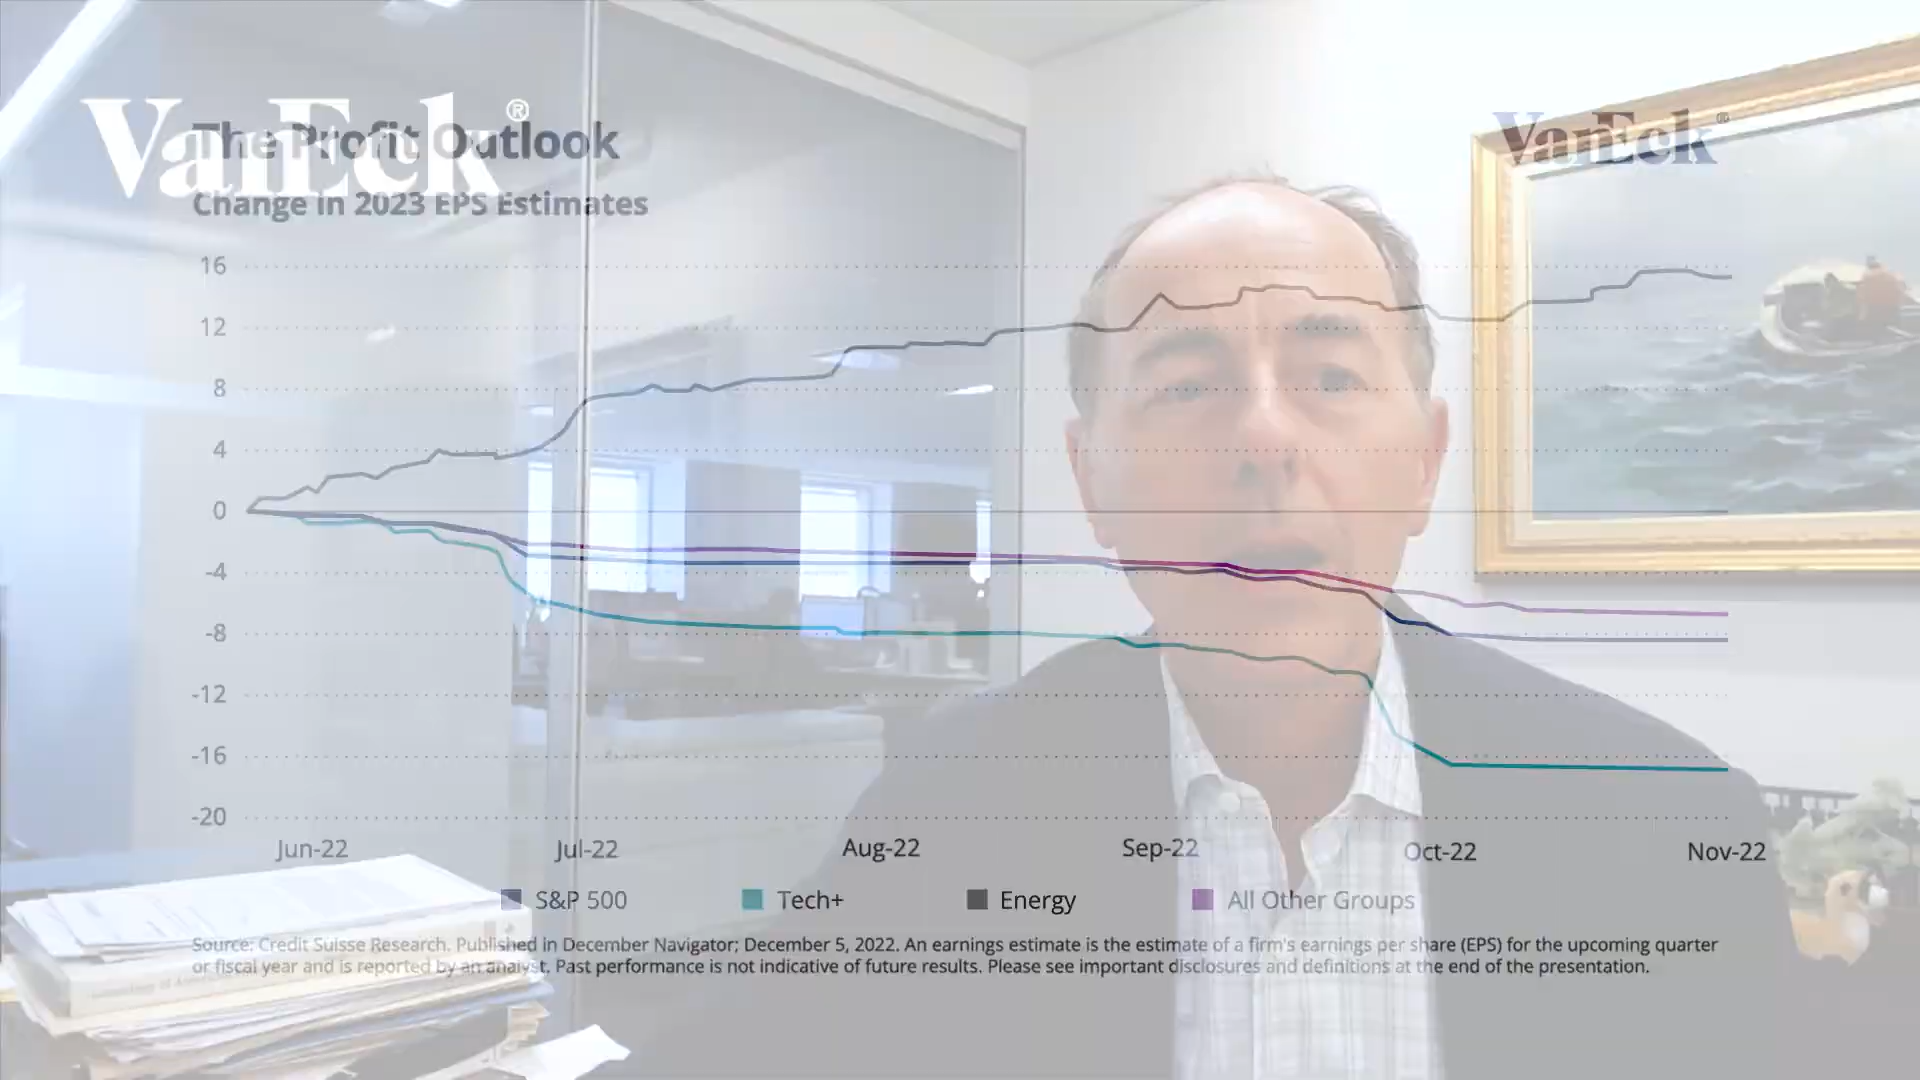 VanEck®
The Profit Outlook
VanEck®
Change in 2023 EPS Estimates
16
12
8
4
0
-4
-8
-12
-16
-20
Jun-22 Jul-22 Aug-22 Sep-22 Oct-22 Nov-22
S&P 500 Tech+ Energy All Other Groups
Source: Credit Suisse Research. Published in December Navigator; December 5, 2022. An earnings estimate is the estimate of a firm's earnings per share (EPS) for the upcoming quarter
or fiscal year and is reported by an analyst. Past performance is not indicative of future results. Please see important disclosures and definitions at the end of the presentation.